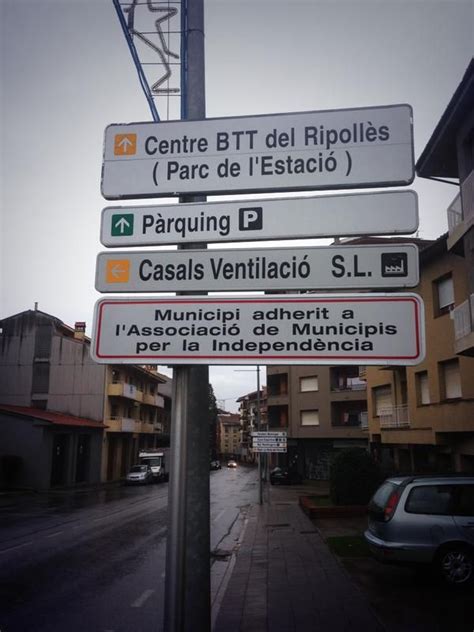 Centre BTT del Ripollès
( Parc de l'Estació )
Pàrquing P
Casals Ventilació S.L.
Municipi adherit a
l'Associació de Municipis
per la Independència